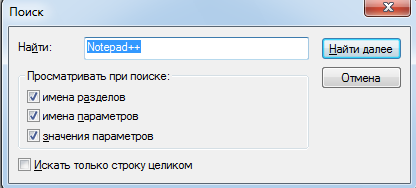 Поиск
Найти: Notepad++ Найти далее
Просматривать при поиске: Отмена
имена разделов
имена параметров
значения параметров
Искать только строку целиком